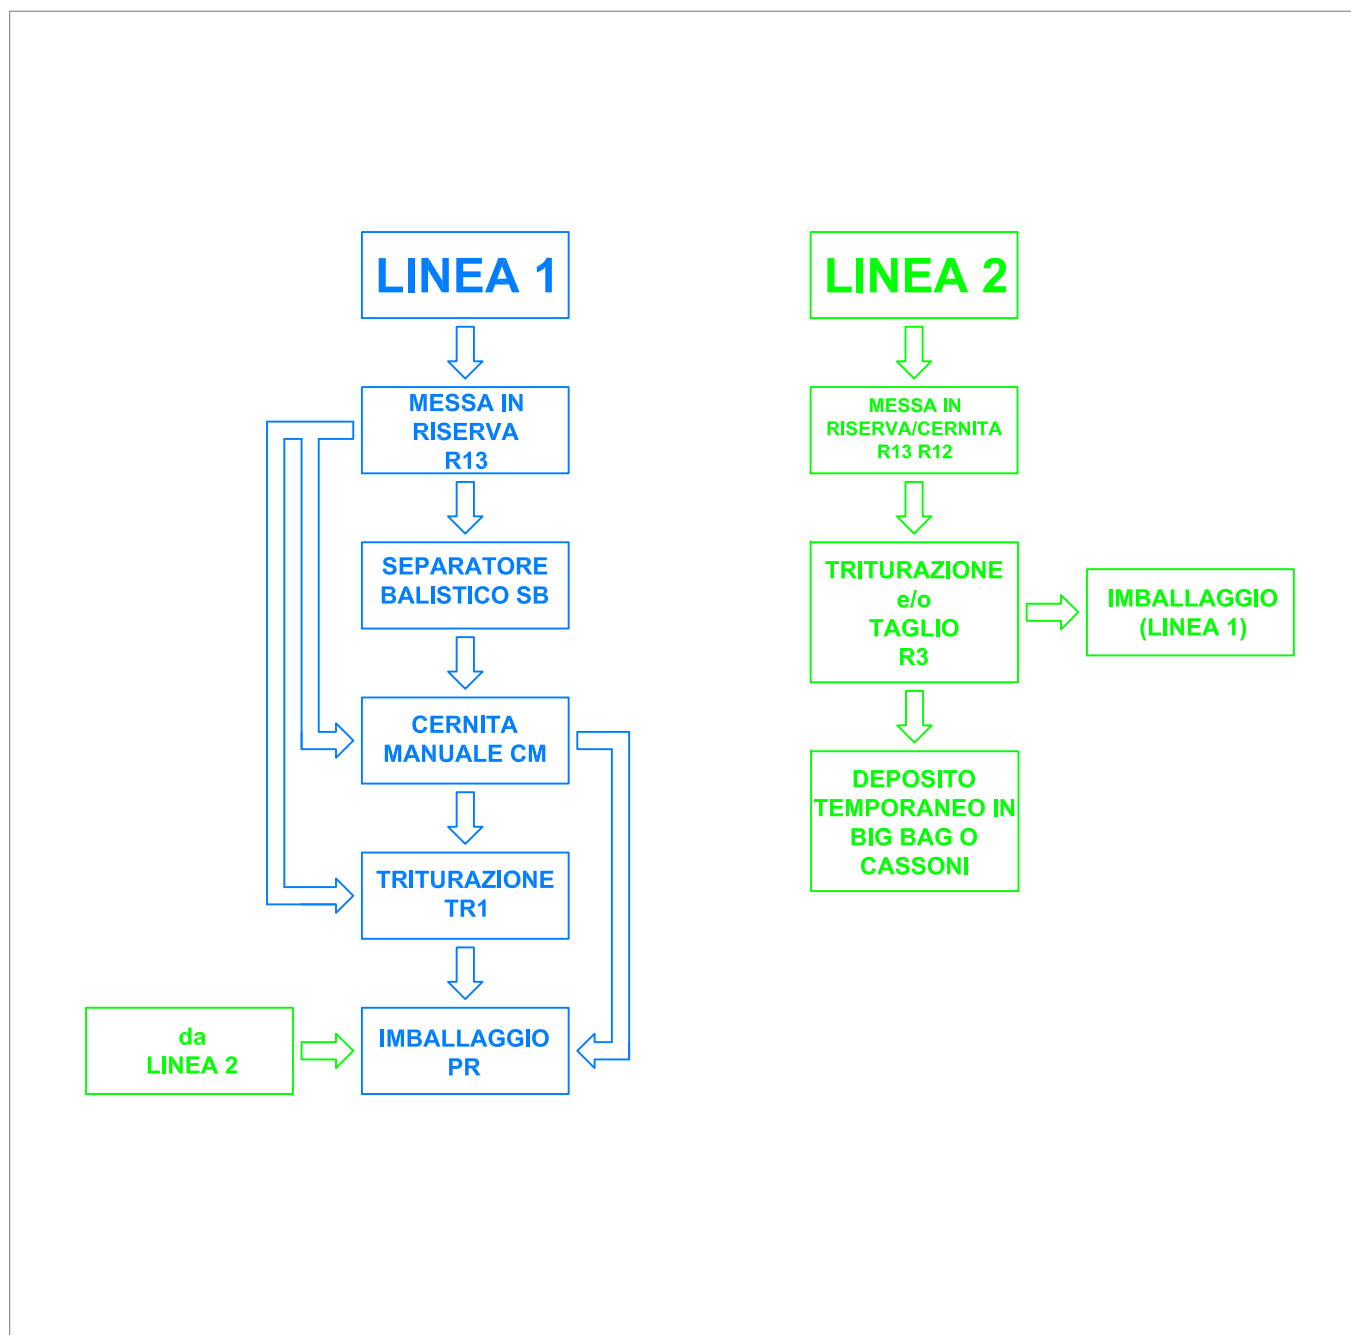 LINEA 1
MESSA IN
RISERVA
R13
SEPARATORE
BALISTICO SB
CERNITA
MANUALE CM
TRITURAZIONE
TR1
da
LINEA 2
IMBALLAGGIO
PR
LINEA 2
MESSA IN
RISERVA/CERNITA
R13 R12
TRITURAZIONE
e/o
TAGLIO
R3
IMBALLAGGIO
(LINEA 1)
DEPOSITO
TEMPORANEO IN
BIG BAG O
CASSONI